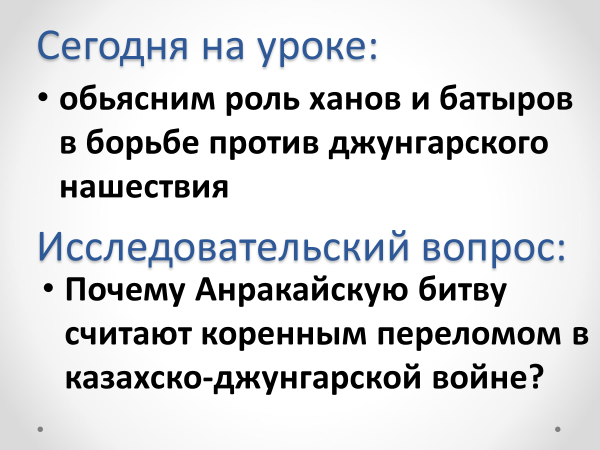 Сегодня на уроке:
• обьясним роль ханов и батыров
в борьбе против джунгарского
нашествия
Исследовательский вопрос:
• Почему Анракайскую битву
считают коренным переломом в
казахско-джунгарской войне?